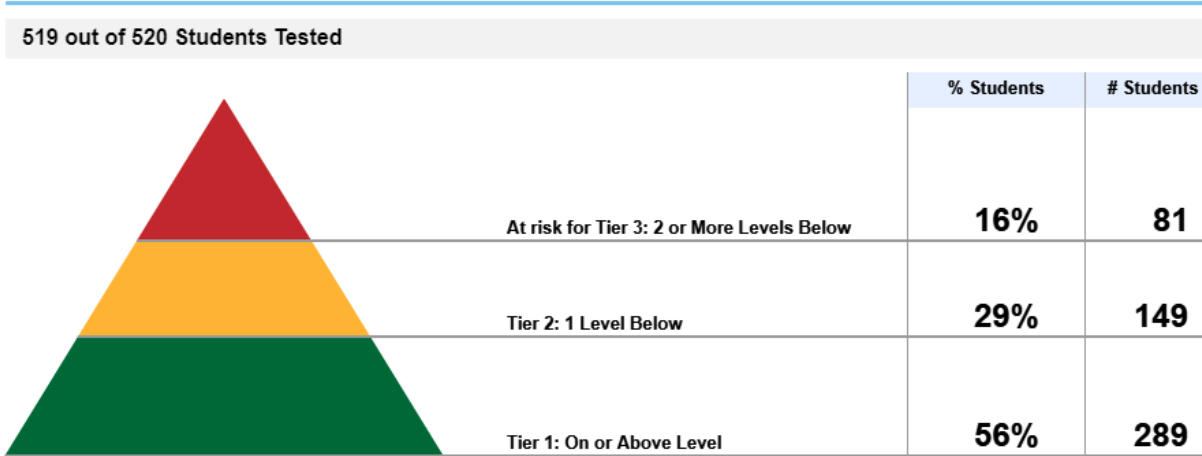 519 out of 520 Students Tested
% Students # Students
At risk for Tier 3: 2 or More Levels Below 16% 81
Tier 2: 1 Level Below 29% 149
Tier 1: On or Above Level 56% 289